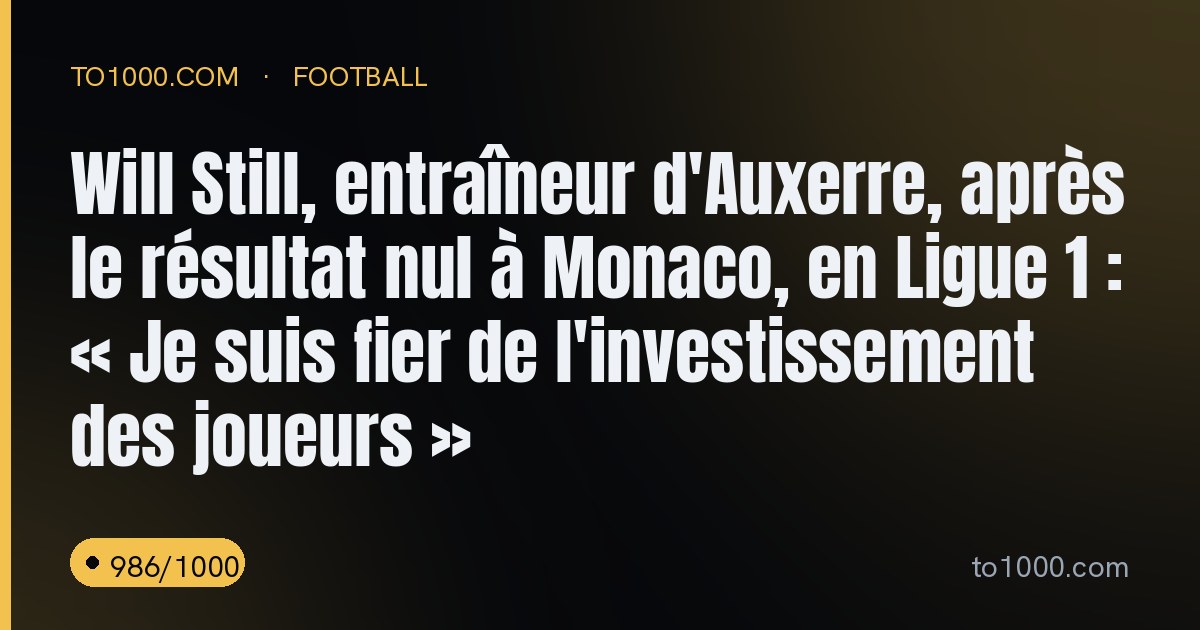 TO1000.COM · FOOTBALL
Will Still, entraîneur d'Auxerre, après
le résultat nul à Monaco, en Ligue 1 :
« Je suis fier de l'investissement
des joueurs »
986/1000
to1000.com